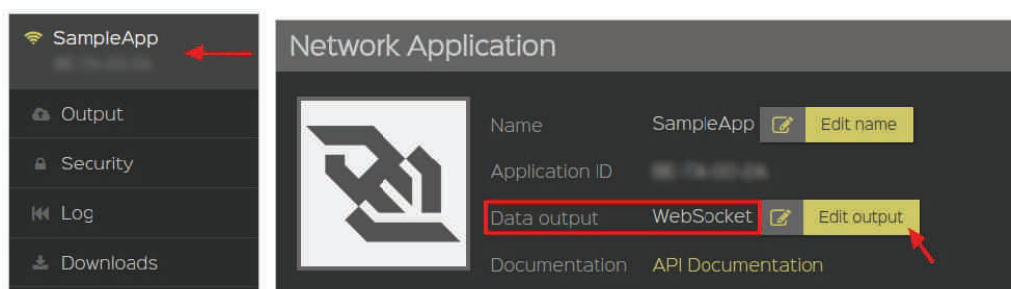 SampleApp
Output
Security
Log
Downloads
Network Application
Name SampleApp Edit name
Application ID
Data output WebSocket Edit output
Documentation API Documentation